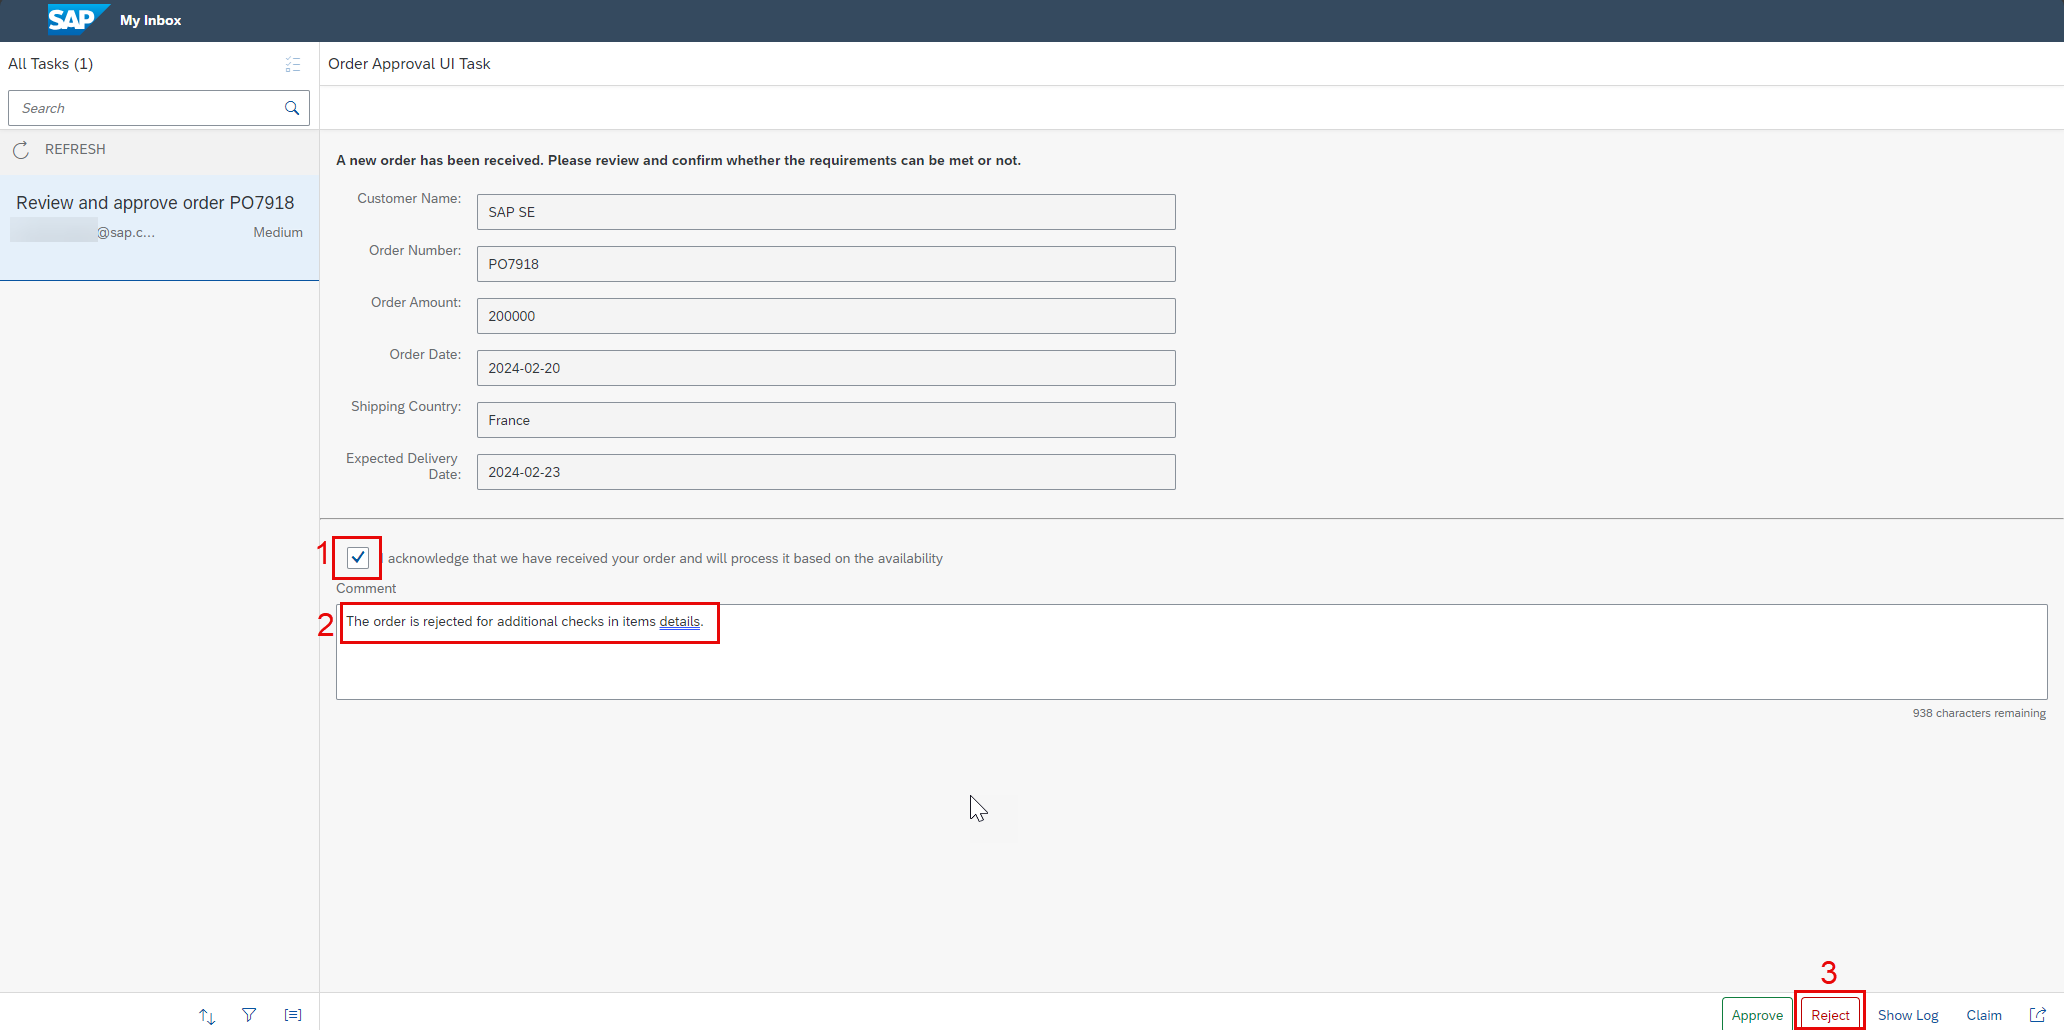 SAP My Inbox
All Tasks (1)
Order Approval UI Task
Search
REFRESH
Review and approve order PO7918
@sap.c...
Medium
A new order has been received. Please review and confirm whether the requirements can be met or not.
Customer Name:
SAP SE
Order Number:
PO7918
Order Amount:
200000
Order Date:
2024-02-20
Shipping Country:
France
Expected Delivery
Date:
2024-02-23
1
acknowledge that we have received your order and will process it based on the availability
Comment
2
The order is rejected for additional checks in items details.
938 characters remaining
3
Approve
Reject
Show Log
Claim